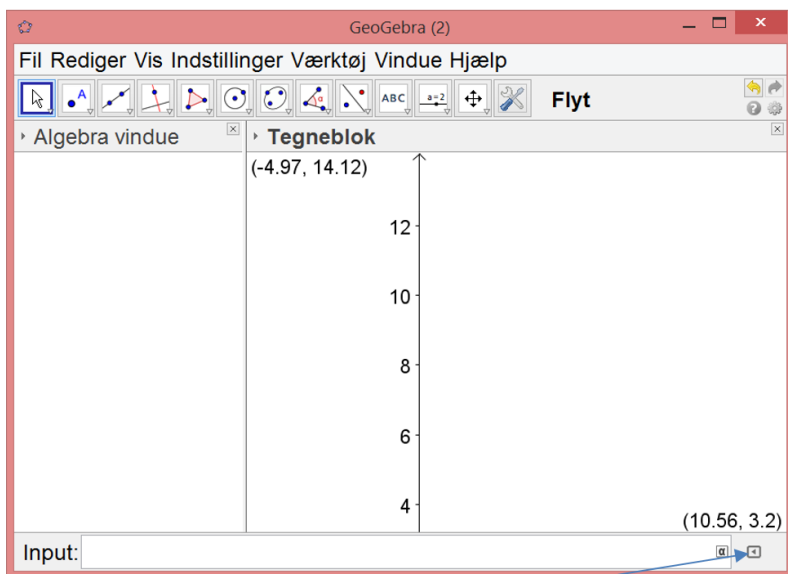 GeoGebra (2)
Fil Rediger Vis Indstillinger Værktøj Vindue Hjælp
A α ABC a=2 Flyt
Algebra vindue
Tegneblok
(-4.97, 14.12)
12
10
8
6
4
(10.56, 3.2)
Input: α